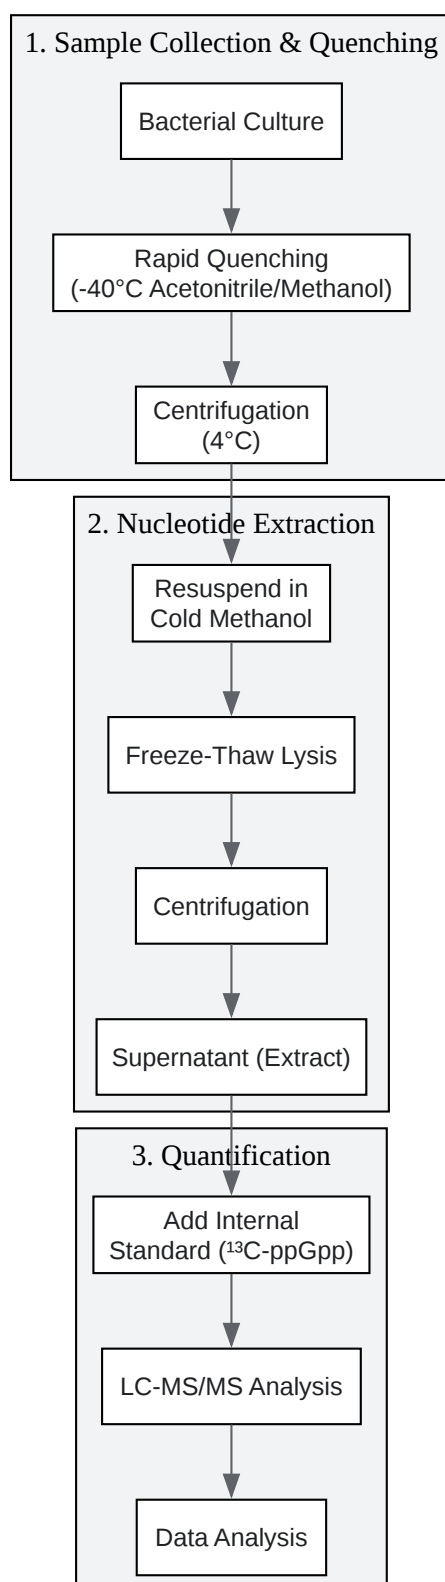 1. Sample Collection & Quenching
Bacterial Culture
Rapid Quenching
(-40°C Acetonitrile/Methanol)
Centrifugation
(4°C)
2. Nucleotide Extraction
Resuspend in
Cold Methanol
Freeze-Thaw Lysis
Centrifugation
Supernatant (Extract)
3. Quantification
Add Internal
Standard (¹³C-ppGpp)
LC-MS/MS Analysis
Data Analysis